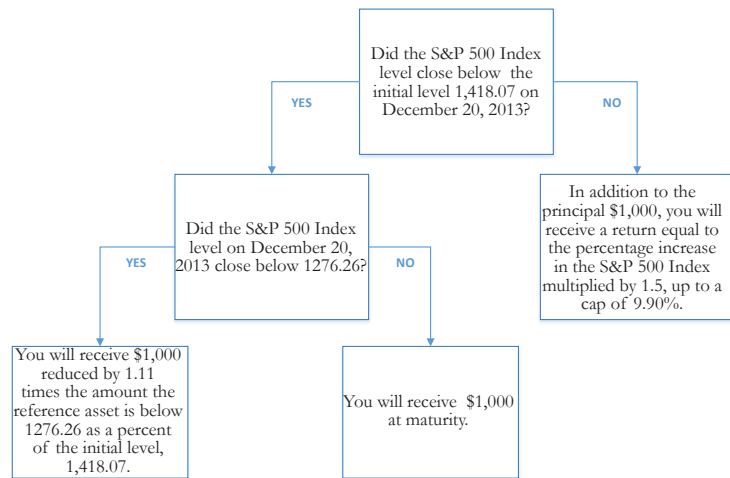 Did the S&P 500 Index
level close below the
initial level 1,418.07 on
December 20, 2013?
YES
NO
Did the S&P 500 Index
level on December 20,
2013 close below 1276.26?
In addition to the
principal $1,000, you will
receive a return equal to
the percentage increase
in the S&P 500 Index
multiplied by 1.5, up to a
cap of 9.90%.
YES
NO
You will receive $1,000
reduced by 1.11
times the amount the
reference asset is below
1276.26 as a percent
of the initial level,
1,418.07.
You will receive $1,000
at maturity.